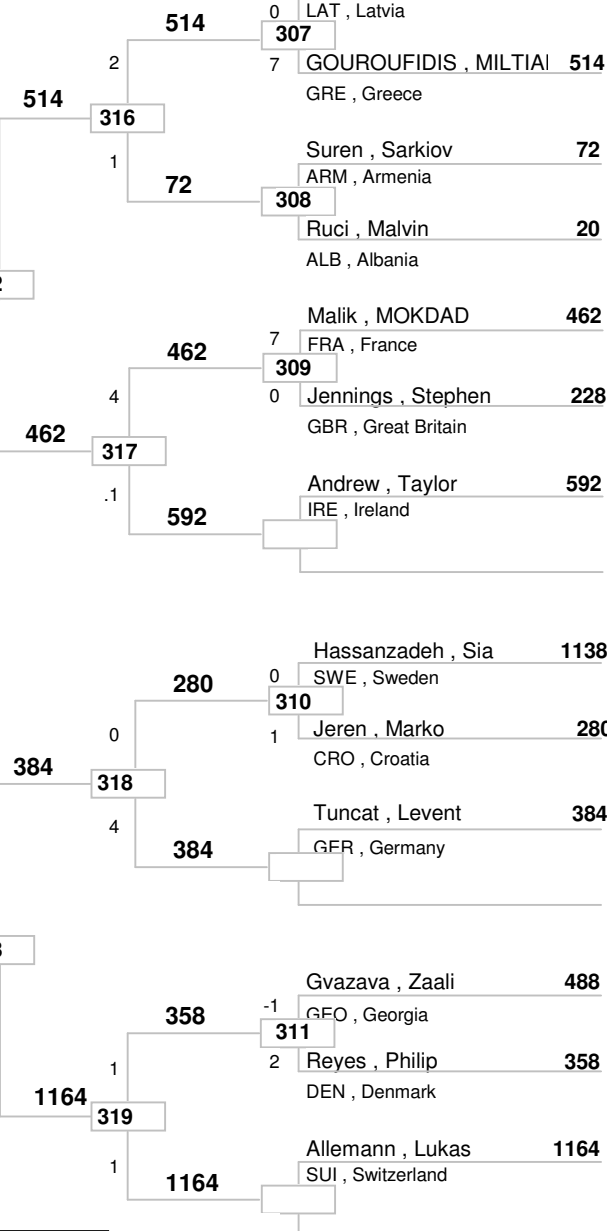 0 LAT , Latvia
514 307
2 7 GOUROUFIDIS , MILTIAI 514
514 GRE , Greece
316
Suren , Sarkiov 72
1 72 ARM , Armenia
308
Ruci , Malvin 20
ALB , Albania
2
Malik , MOKDAD 462
462 7 FRA , France
309
4 0 Jennings , Stephen 228
462 GBR , Great Britain
317
Andrew , Taylor 592
.1 592 IRE , Ireland
Hassanzadeh , Sia 1138
280 0 SWE , Sweden
310
0 1 Jeren , Marko 280
384 CRO , Croatia
318
Tuncat , Levent 384
4 384 GER , Germany
Gvazava , Zaali 488
358 -1 GEO , Georgia
311
1 2 Reyes , Philip 358
1164 DEN , Denmark
319
Allemann , Lukas 1164
1 1164 SUI , Switzerland